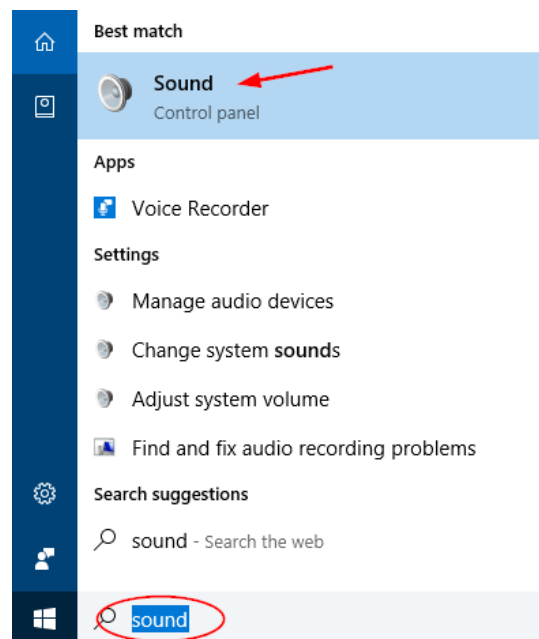 Best match
Sound
Control panel
Apps
Voice Recorder
Settings
Manage audio devices
Change system sounds
Adjust system volume
Find and fix audio recording problems
Search suggestions
sound - Search the web
sound